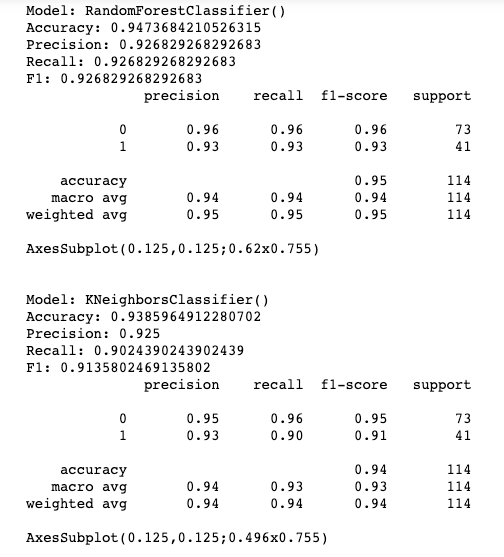 Model: RandomForestClassifier()
Accuracy: 0.9473684210526315
Precision: 0.926829268292683
Recall: 0.926829268292683
F1: 0.926829268292683
precision recall f1-score support
0 0.96 0.96 0.96 73
1 0.93 0.93 0.93 41
accuracy 0.95 114
macro avg 0.94 0.94 0.94 114
weighted avg 0.95 0.95 0.95 114
AxesSubplot(0.125,0.125;0.62x0.755)
Model: KNeighborsClassifier()
Accuracy: 0.9385964912280702
Precision: 0.925
Recall: 0.9024390243902439
F1: 0.9135802469135802
precision recall f1-score support
0 0.95 0.96 0.95 73
1 0.93 0.90 0.91 41
accuracy 0.94 114
macro avg 0.94 0.93 0.93 114
weighted avg 0.94 0.94 0.94 114
AxesSubplot(0.125,0.125;0.496x0.755)